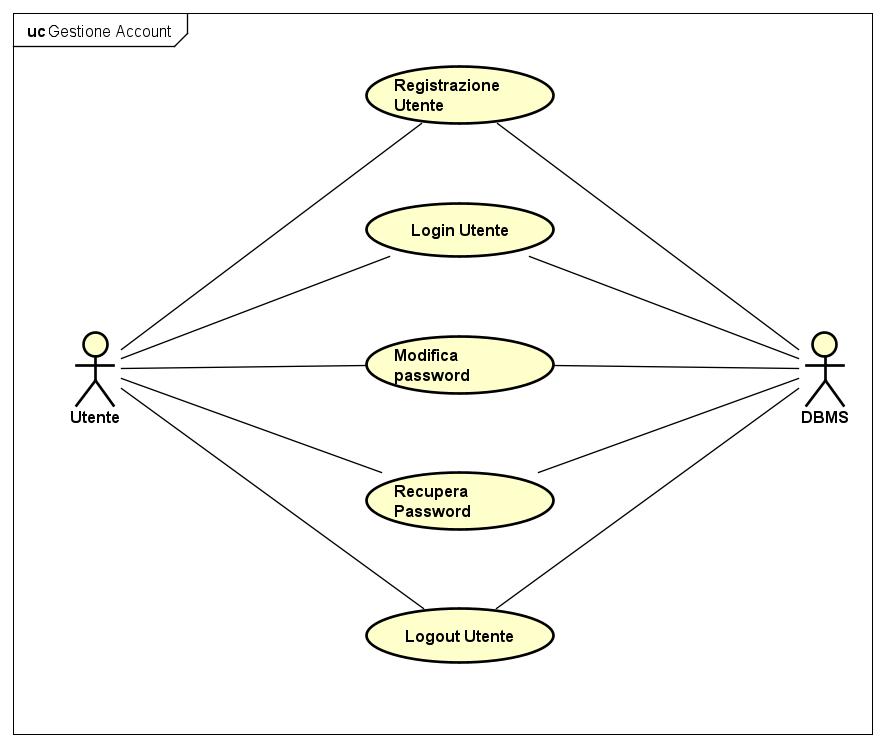 uc Gestione Account
Registrazione
Utente
Login Utente
Modifica
password
Utente
DBMS
Recupera
Password
Logout Utente